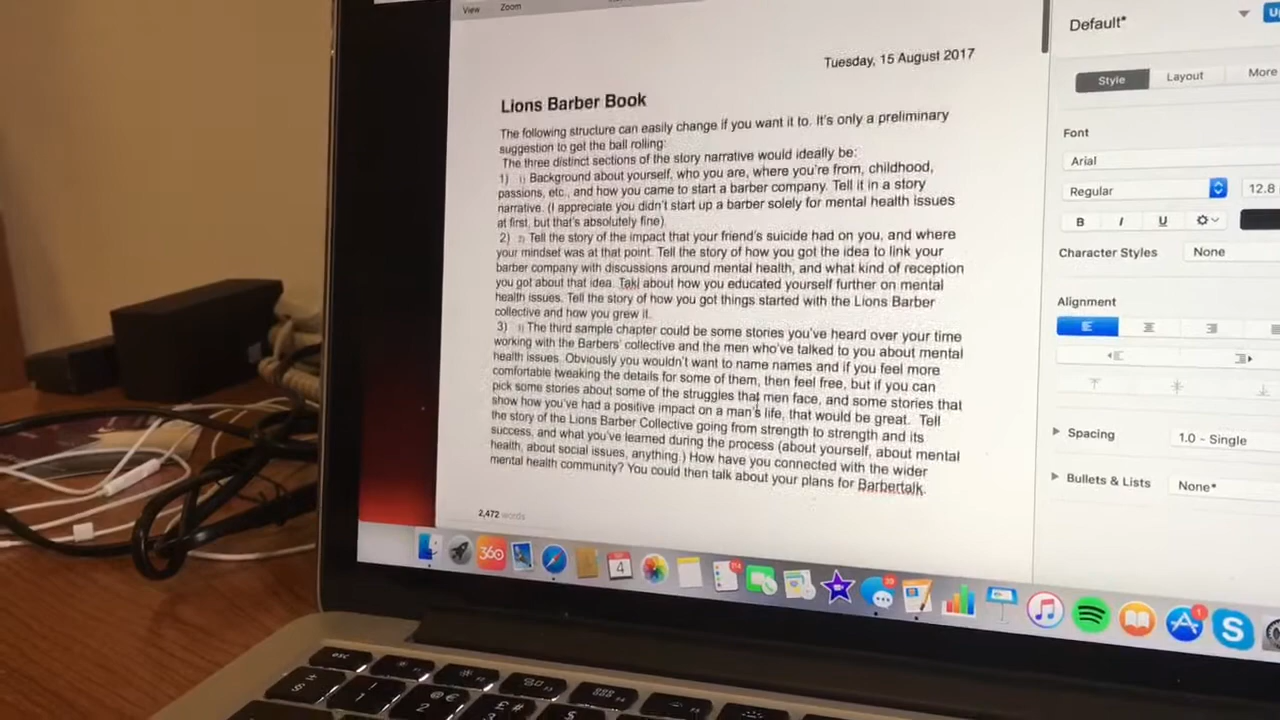 View Zoom
Default*
Tuesday, 15 August 2017
Style Layout More
Lions Barber Book
The following structure can easily change if you want it to. It's only a preliminary
suggestion to get the ball rolling:
The three distinct sections of the story narrative would ideally be:
1) 1) Background about yourself, who you are, where you're from, childhood,
passions, etc., and how you came to start a barber company. Tell it in a story
narrative. (I appreciate you didn't start up a barber solely for mental health issues
at first, but that's absolutely fine).
2) 2) Tell the story of the impact that your friend's suicide had on you, and where
your mindset was at that point. Tell the story of how you got the idea to link your
barber company with discussions around mental health, and what kind of reception
you got about that idea. Takl about how you educated yourself further on mental
health issues. Tell the story of how you got things started with the Lions Barber
collective and how you grew it.
3) 1) The third sample chapter could be some stories you've heard over your time
working with the Barbers' collective and the men who've talked to you about mental
health issues. Obviously you wouldn't want to name names and if you feel more
comfortable tweaking the details for some of them, then feel free, but if you can
pick some stories about some of the struggles that men face, and some stories that
show how you've had a positive impact on a man's life, that would be great. Tell
the story of the Lions Barber Collective going from strength to strength and its
success, and what you've learned during the process (about yourself, about mental
health, about social issues, anything.) How have you connected with the wider
mental health community? You could then talk about your plans for Barbertalk.
2,472 words
Font
Arial
Regular 12.8
B I U
Character Styles None
Alignment
Spacing 1.0 - Single
Bullets & Lists None*
360
4
S
esc
1
2
€
£ #
3